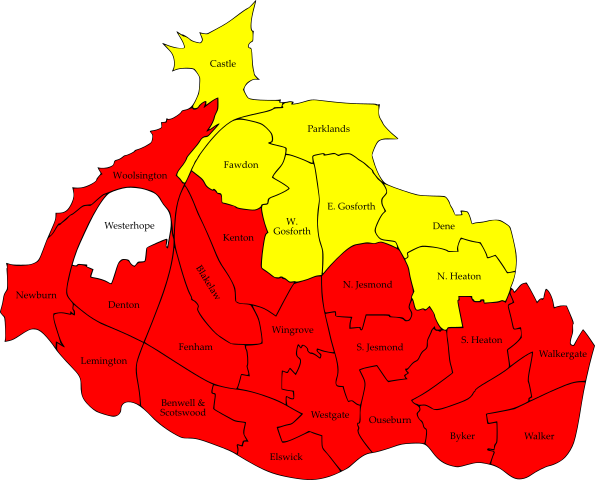 Castle
Parklands
Fawdon
Woolsington
E. Gosforth
W.
Gosforth
Dene
Westerhope
Kenton
N. Heaton
Blakelaw
N. Jesmond
Newburn
Denton
Wingrove
S. Heaton
Fenham
S. Jesmond
Walkergate
Lemington
Benwell &
Scotswood
Westgate
Ouseburn
Byker
Walker
Elswick